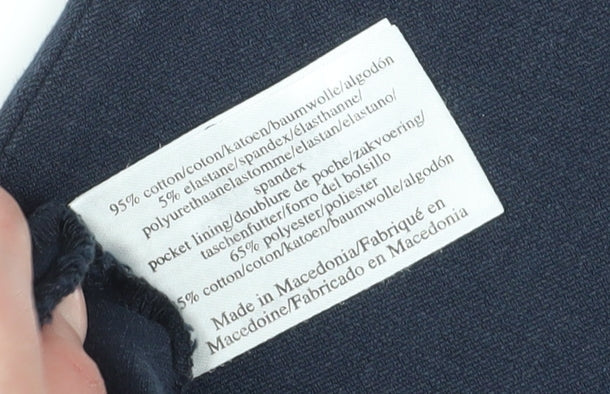 95% cotton/coton/katoen/baumwolle/algodón
5% elastane/spandex/élasthanne/
polyurethaanelastomme/elastan/elastano/
spandex
pocket lining/doublure de poche/zakvoering/
taschenfutter/forro del bolsillo
65% polyester/poliester
5% cotton/coton/katoen/baumwolle/algodón
Made in Macedonia/Fabriqué en
Macedoine/Fabricado en Macedonia